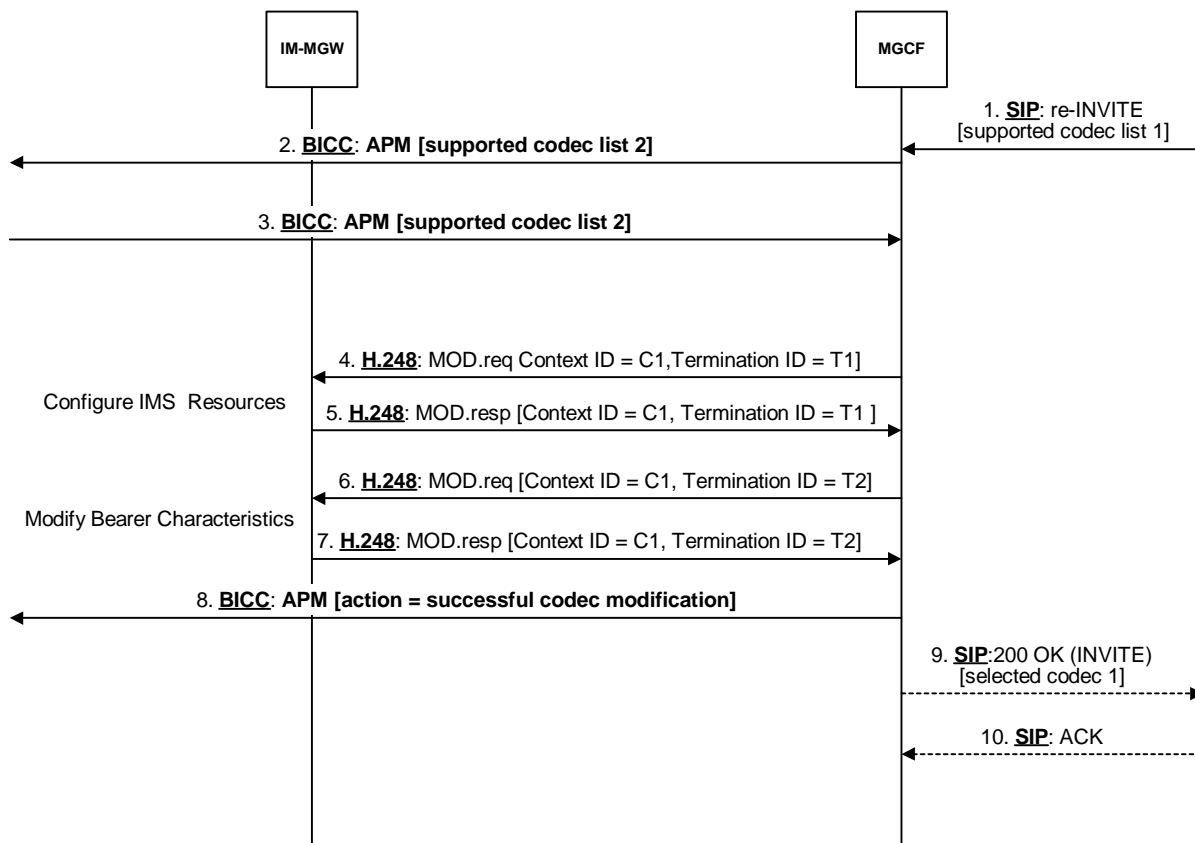 IM-MGW
MGCF
1. SIP: re-INVITE
[supported codec list 1]
2. BICC: APM [supported codec list 2]
3. BICC: APM [supported codec list 2]
4. H.248: MOD.req Context ID = C1,Termination ID = T1]
Configure IMS Resources
5. H.248: MOD.resp [Context ID = C1, Termination ID = T1 ]
6. H.248: MOD.req [Context ID = C1, Termination ID = T2]
Modify Bearer Characteristics
7. H.248: MOD.resp [Context ID = C1, Termination ID = T2]
8. BICC: APM [action = successful codec modification]
9. SIP:200 OK (INVITE)
[selected codec 1]
10. SIP: ACK